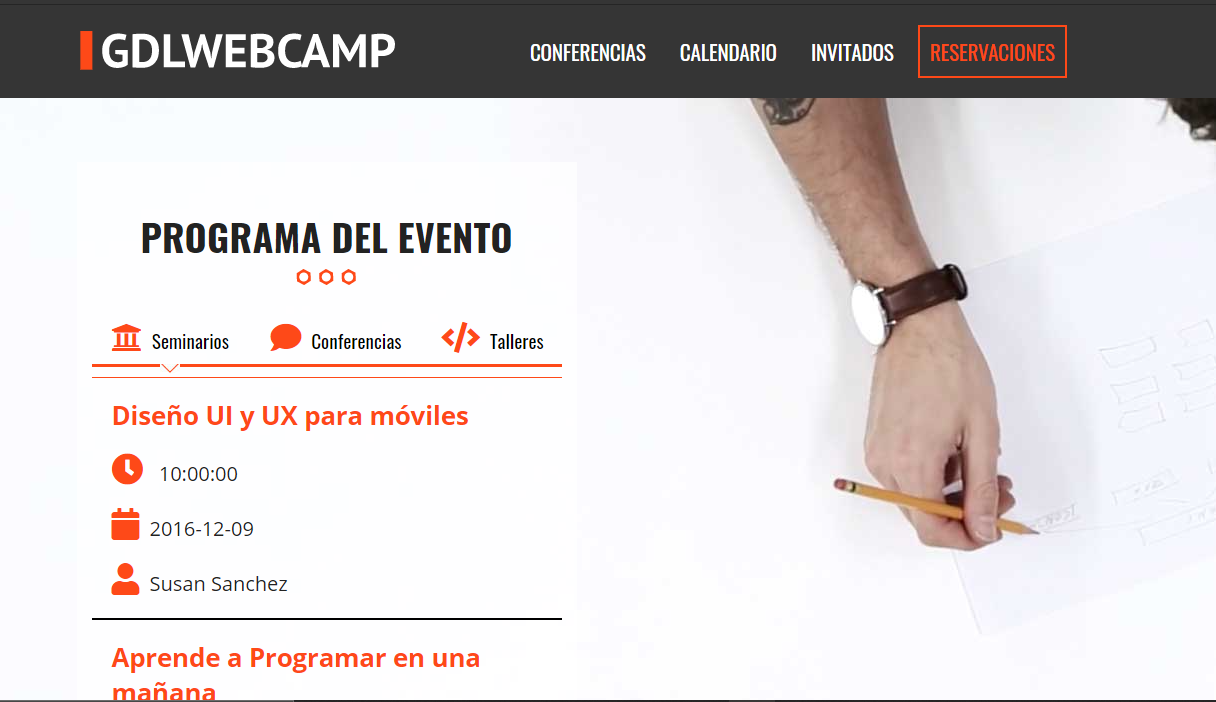 GDLWEBCAMP
CONFERENCIAS CALENDARIO INVITADOS RESERVACIONES
PROGRAMA DEL EVENTO
Seminarios Conferencias Talleres
Diseño UI y UX para móviles
10:00:00
2016-12-09
Susan Sanchez
Aprende a Programar en una
mañana